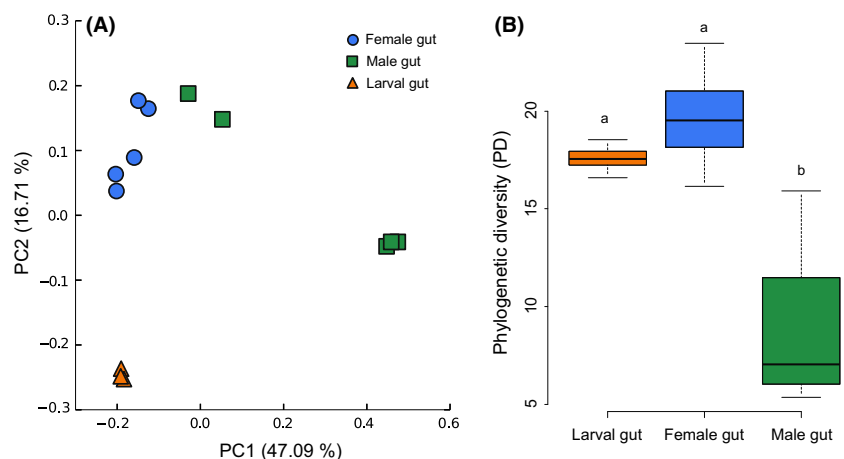 (A)
Female gut
Male gut
Larval gut
0.3
0.2
0.1
0.0
−0.1
−0.2
−0.3
PC2 (16.71 %)
−0.2
0.0
0.2
0.4
0.6
PC1 (47.09 %)
(B)
a
a
b
20
15
10
5
Phylogenetic diversity (PD)
Larval gut
Female gut
Male gut